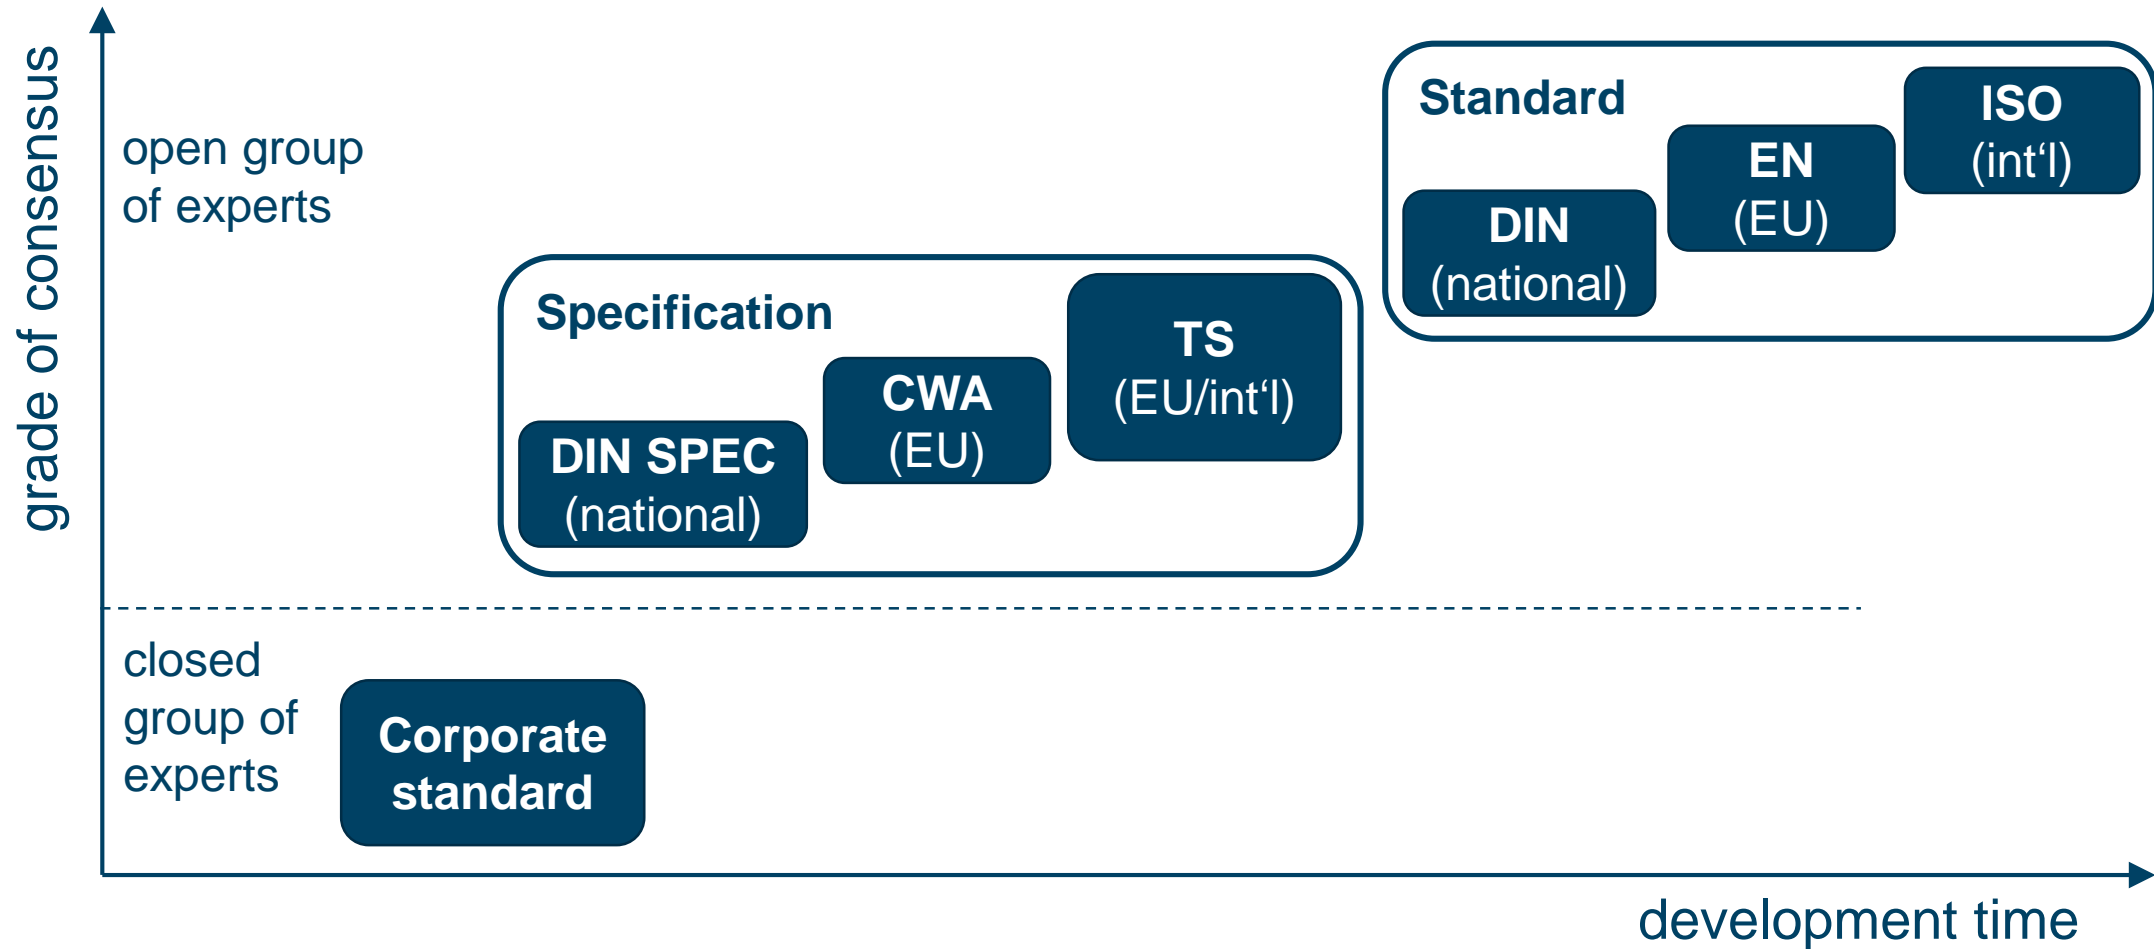 grade of consensus
open group
of experts
Standard
ISO
(int‘l)
EN
(EU)
DIN
(national)
Specification
TS
(EU/int‘l)
CWA
(EU)
DIN SPEC
(national)
closed
group of
experts
Corporate
standard
development time